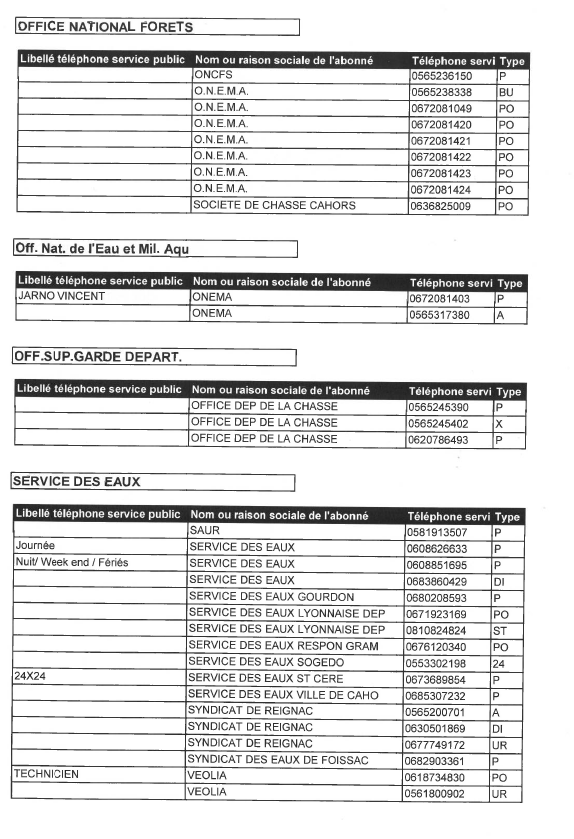 OFFICE NATIONAL FORETS
Libellé téléphone service public Nom ou raison sociale de l'abonné Téléphone servi Type
ONCFS 0565236150 P
O.N.E.M.A. 0565238338 BU
O.N.E.M.A. 0672081049 PO
O.N.E.M.A. 0672081420 PO
O.N.E.M.A. 0672081421 PO
O.N.E.M.A. 0672081422 PO
O.N.E.M.A. 0672081423 PO
O.N.E.M.A. 0672081424 PO
SOCIETE DE CHASSE CAHORS 0636825009 PO
Off. Nat. de l'Eau et Mil. Aqu
Libellé téléphone service public Nom ou raison sociale de l'abonné Téléphone servi Type
JARNO VINCENT ONEMA 0672081403 P
ONEMA 0565317380 A
OFF.SUP.GARDE DEPART.
Libellé téléphone service public Nom ou raison sociale de l'abonné Téléphone servi Type
OFFICE DEP DE LA CHASSE 0565245390 P
OFFICE DEP DE LA CHASSE 0565245402 X
OFFICE DEP DE LA CHASSE 0620786493 P
SERVICE DES EAUX
Libellé téléphone service public Nom ou raison sociale de l'abonné Téléphone servi Type
SAUR 0581913507 P
Journée SERVICE DES EAUX 0608626633 P
Nuit/ Week end / Fériés SERVICE DES EAUX 0608851695 P
SERVICE DES EAUX 0683860429 DI
SERVICE DES EAUX GOURDON 0680208593 P
SERVICE DES EAUX LYONNAISE DEP 0671923169 PO
SERVICE DES EAUX LYONNAISE DEP 0810824824 ST
SERVICE DES EAUX RESPON GRAM 0676120340 PO
SERVICE DES EAUX SOGEDO 0553302198 24
24X24 SERVICE DES EAUX ST CERE 0673689854 P
SERVICE DES EAUX VILLE DE CAHO 0685307232 P
SYNDICAT DE REIGNAC 0565200701 A
SYNDICAT DE REIGNAC 0630501869 DI
SYNDICAT DE REIGNAC 0677749172 UR
SYNDICAT DES EAUX DE FOISSAC 0682903361 P
TECHNICIEN VEOLIA 0618734830 PO
VEOLIA 0561800902 UR